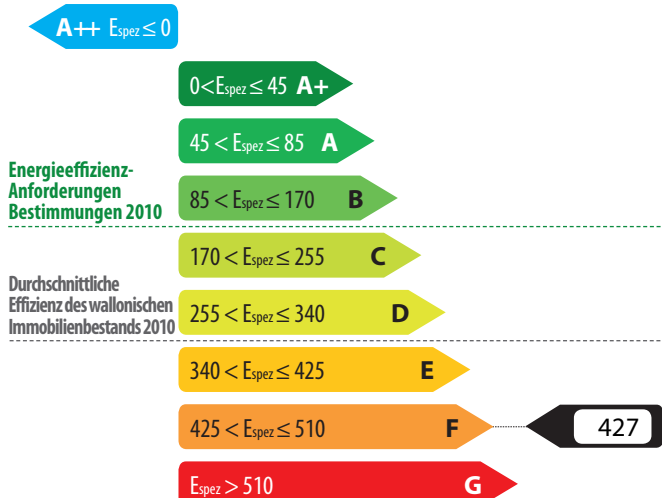 A++ Espez ≤ 0
0 < Espez ≤ 45 A+
45 < Espez ≤ 85 A
Energieeffizienz-
Anforderungen
Bestimmungen 2010
85 < Espez ≤ 170 B
170 < Espez ≤ 255 C
Durchschnittliche
Effizienz des wallonischen
Immobilienbestands 2010
255 < Espez ≤ 340 D
340 < Espez ≤ 425 E
425 < Espez ≤ 510 F
427
Espez > 510 G